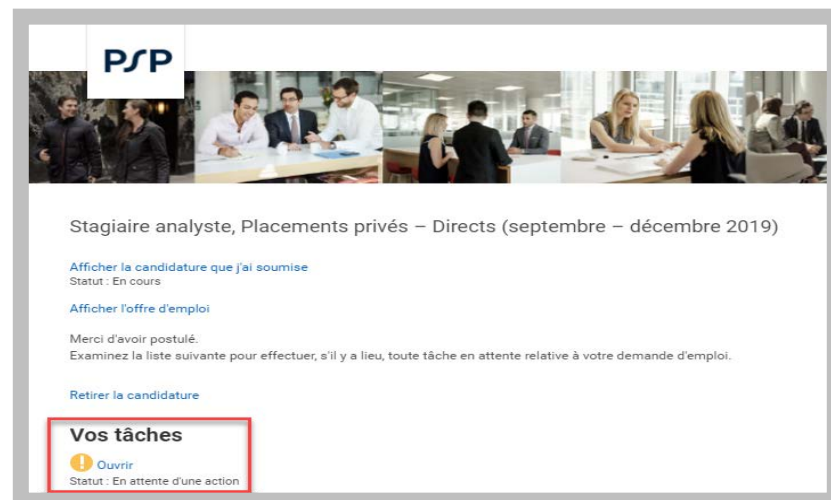 PSP
Stagiaire analyste, Placements privés – Directs (septembre – décembre 2019)
Afficher la candidature que j'ai soumise
Statut : En cours
Afficher l'offre d'emploi
Merci d'avoir postulé.
Examinez la liste suivante pour effectuer, s'il y a lieu, toute tâche en attente relative à votre demande d'emploi.
Retirer la candidature
Vos tâches
! Ouvrir
Statut : En attente d'une action